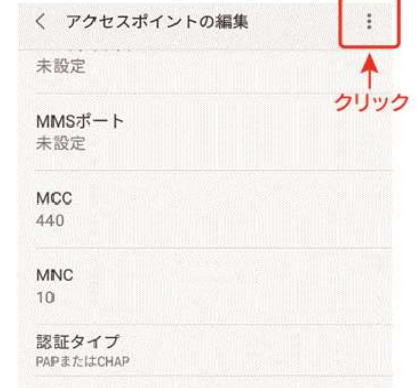 アクセスポイントの編集
クリック
未設定
MMSポート
未設定
MCC
440
MNC
10
認証タイプ
PAPまたはCHAP